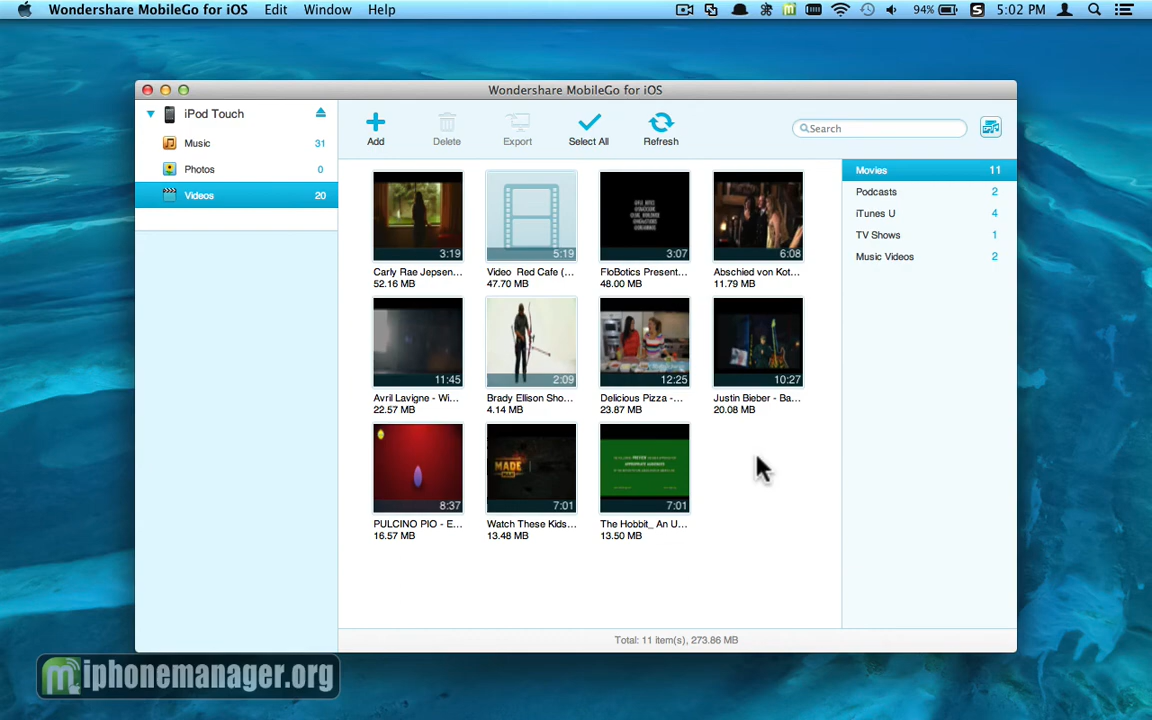 Wondershare MobileGo for iOS Edit Window Help 94% S 5:02 PM
Wondershare MobileGo for iOS
iPod Touch
Music 31
Photos 0
Videos 20
Add Delete Export Select All Refresh
Search
Movies 11
Podcasts 2
iTunes U 4
TV Shows 1
Music Videos 2
3:19 5:19 3:07 6:08
Carly Rae Jepsen... Video Red Cafe (... FloBotics Present... Abschied von Kot...
52.16 MB 47.70 MB 48.00 MB 11.79 MB
11:45 2:09 12:25 10:27
Avril Lavigne - Wi... Brady Ellison Sho... Delicious Pizza -... Justin Bieber - Ba...
22.57 MB 4.14 MB 23.87 MB 20.08 MB
MADE
8:37 7:01 7:01
PULCINO PIO - E... Watch These Kids... The Hobbit_ An U...
16.57 MB 13.48 MB 13.50 MB
Total: 11 item(s), 273.86 MB
iphonemanager.org